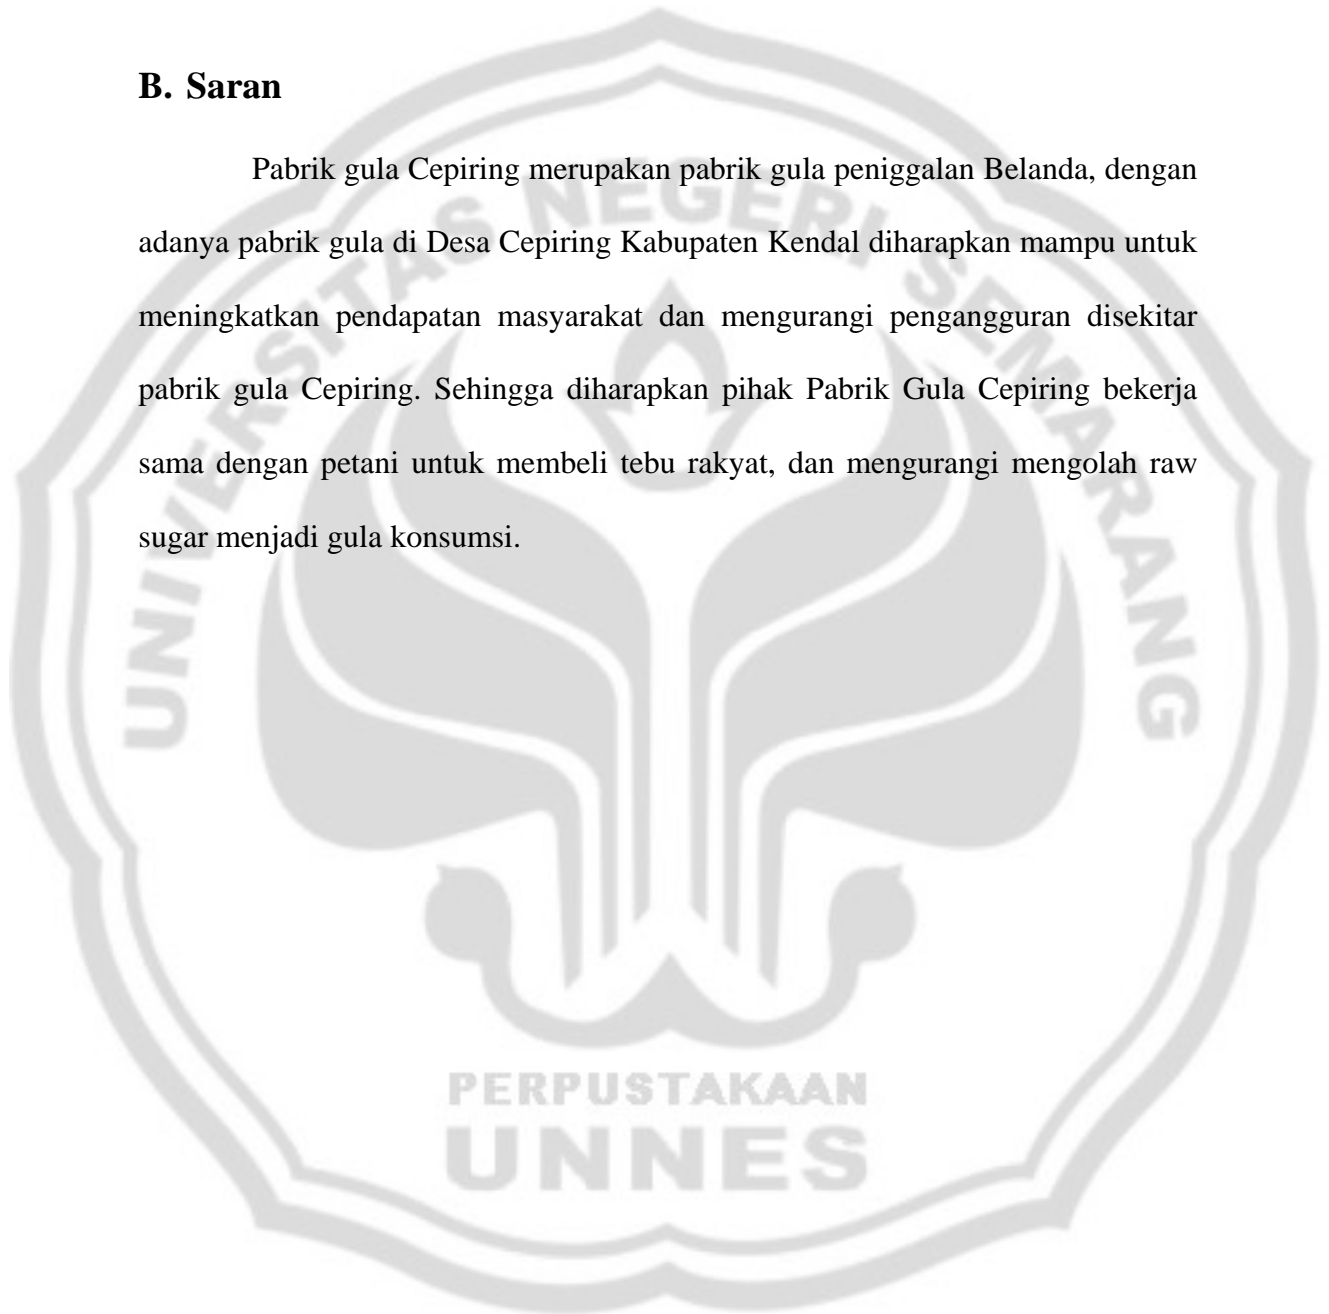 B. Saran
Pabrik gula Cepiring merupakan pabrik gula peniggalan Belanda, dengan
adanya pabrik gula di Desa Cepiring Kabupaten Kendal diharapkan mampu untuk
meningkatkan pendapatan masyarakat dan mengurangi pengangguran disekitar
pabrik gula Cepiring. Sehingga diharapkan pihak Pabrik Gula Cepiring bekerja
sama dengan petani untuk membeli tebu rakyat, dan mengurangi mengolah raw
sugar menjadi gula konsumsi.
UNIVERSITAS NEGERI SEMARANG
PERPUSTAKAAN
UNNES